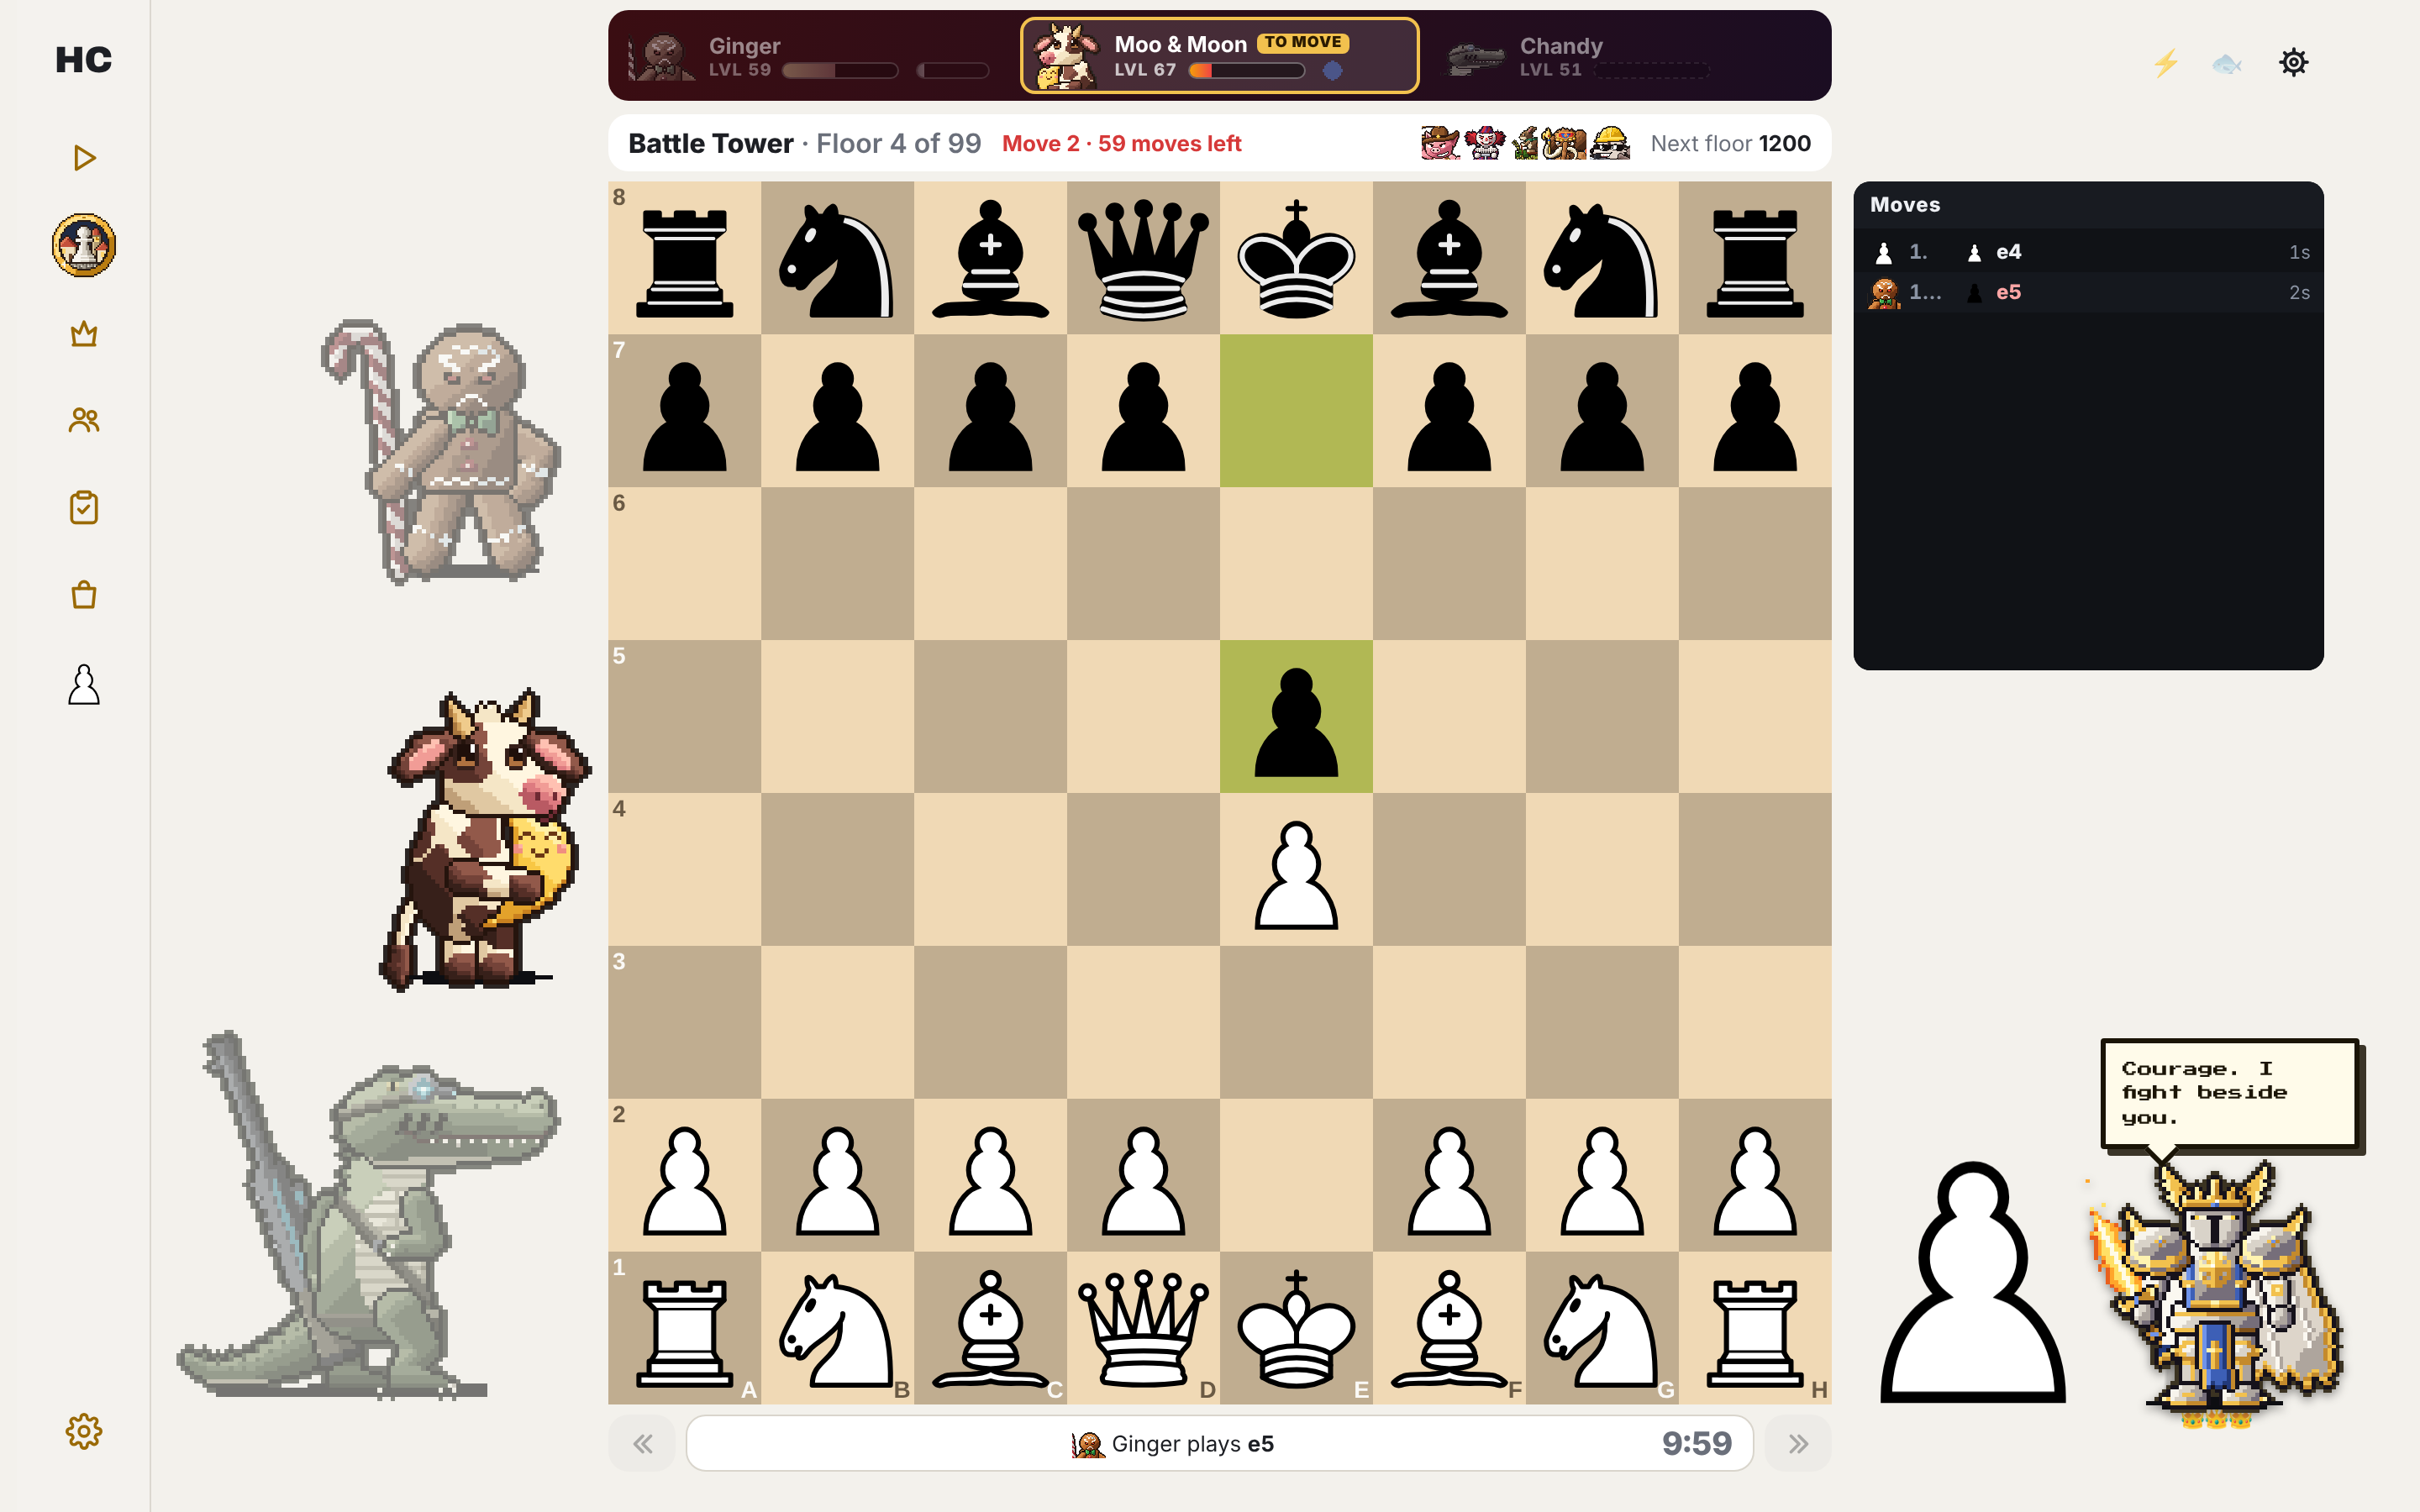 HC
Ginger
LVL 59
Moo & Moon TO MOVE
LVL 67
Chandy
LVL 51
Battle Tower · Floor 4 of 99 Move 2 · 59 moves left Next floor 1200
Moves
1. e4 1s
1... e5 2s
8
7
6
5
4
3
2
1
A B C D E F G H
Courage. I
fight beside
you.
Ginger plays e5 9:59